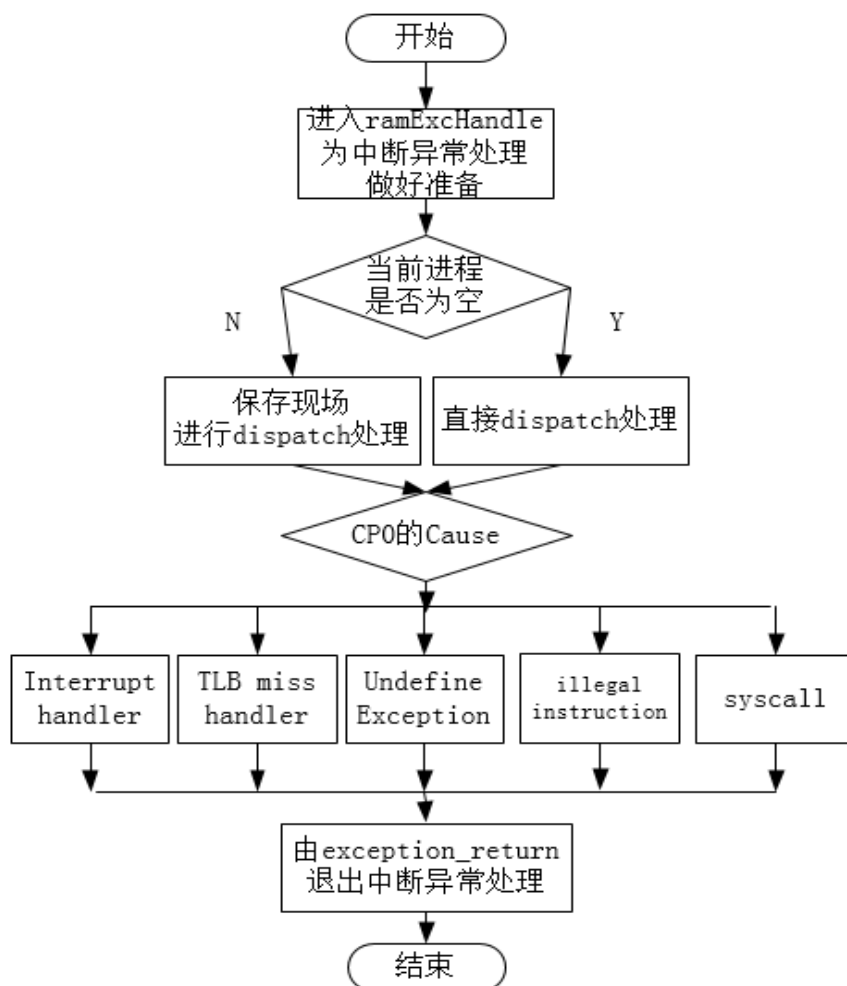 开始
进入ramExcHandle
为中断异常处理
做好准备
当前进程
是否为空
N
Y
保存现场
进行dispatch处理
直接dispatch处理
CP0的Cause
Interrupt
handler
TLB miss
handler
Undefine
Exception
illegal
instruction
syscall
由exception_return
退出中断异常处理
结束